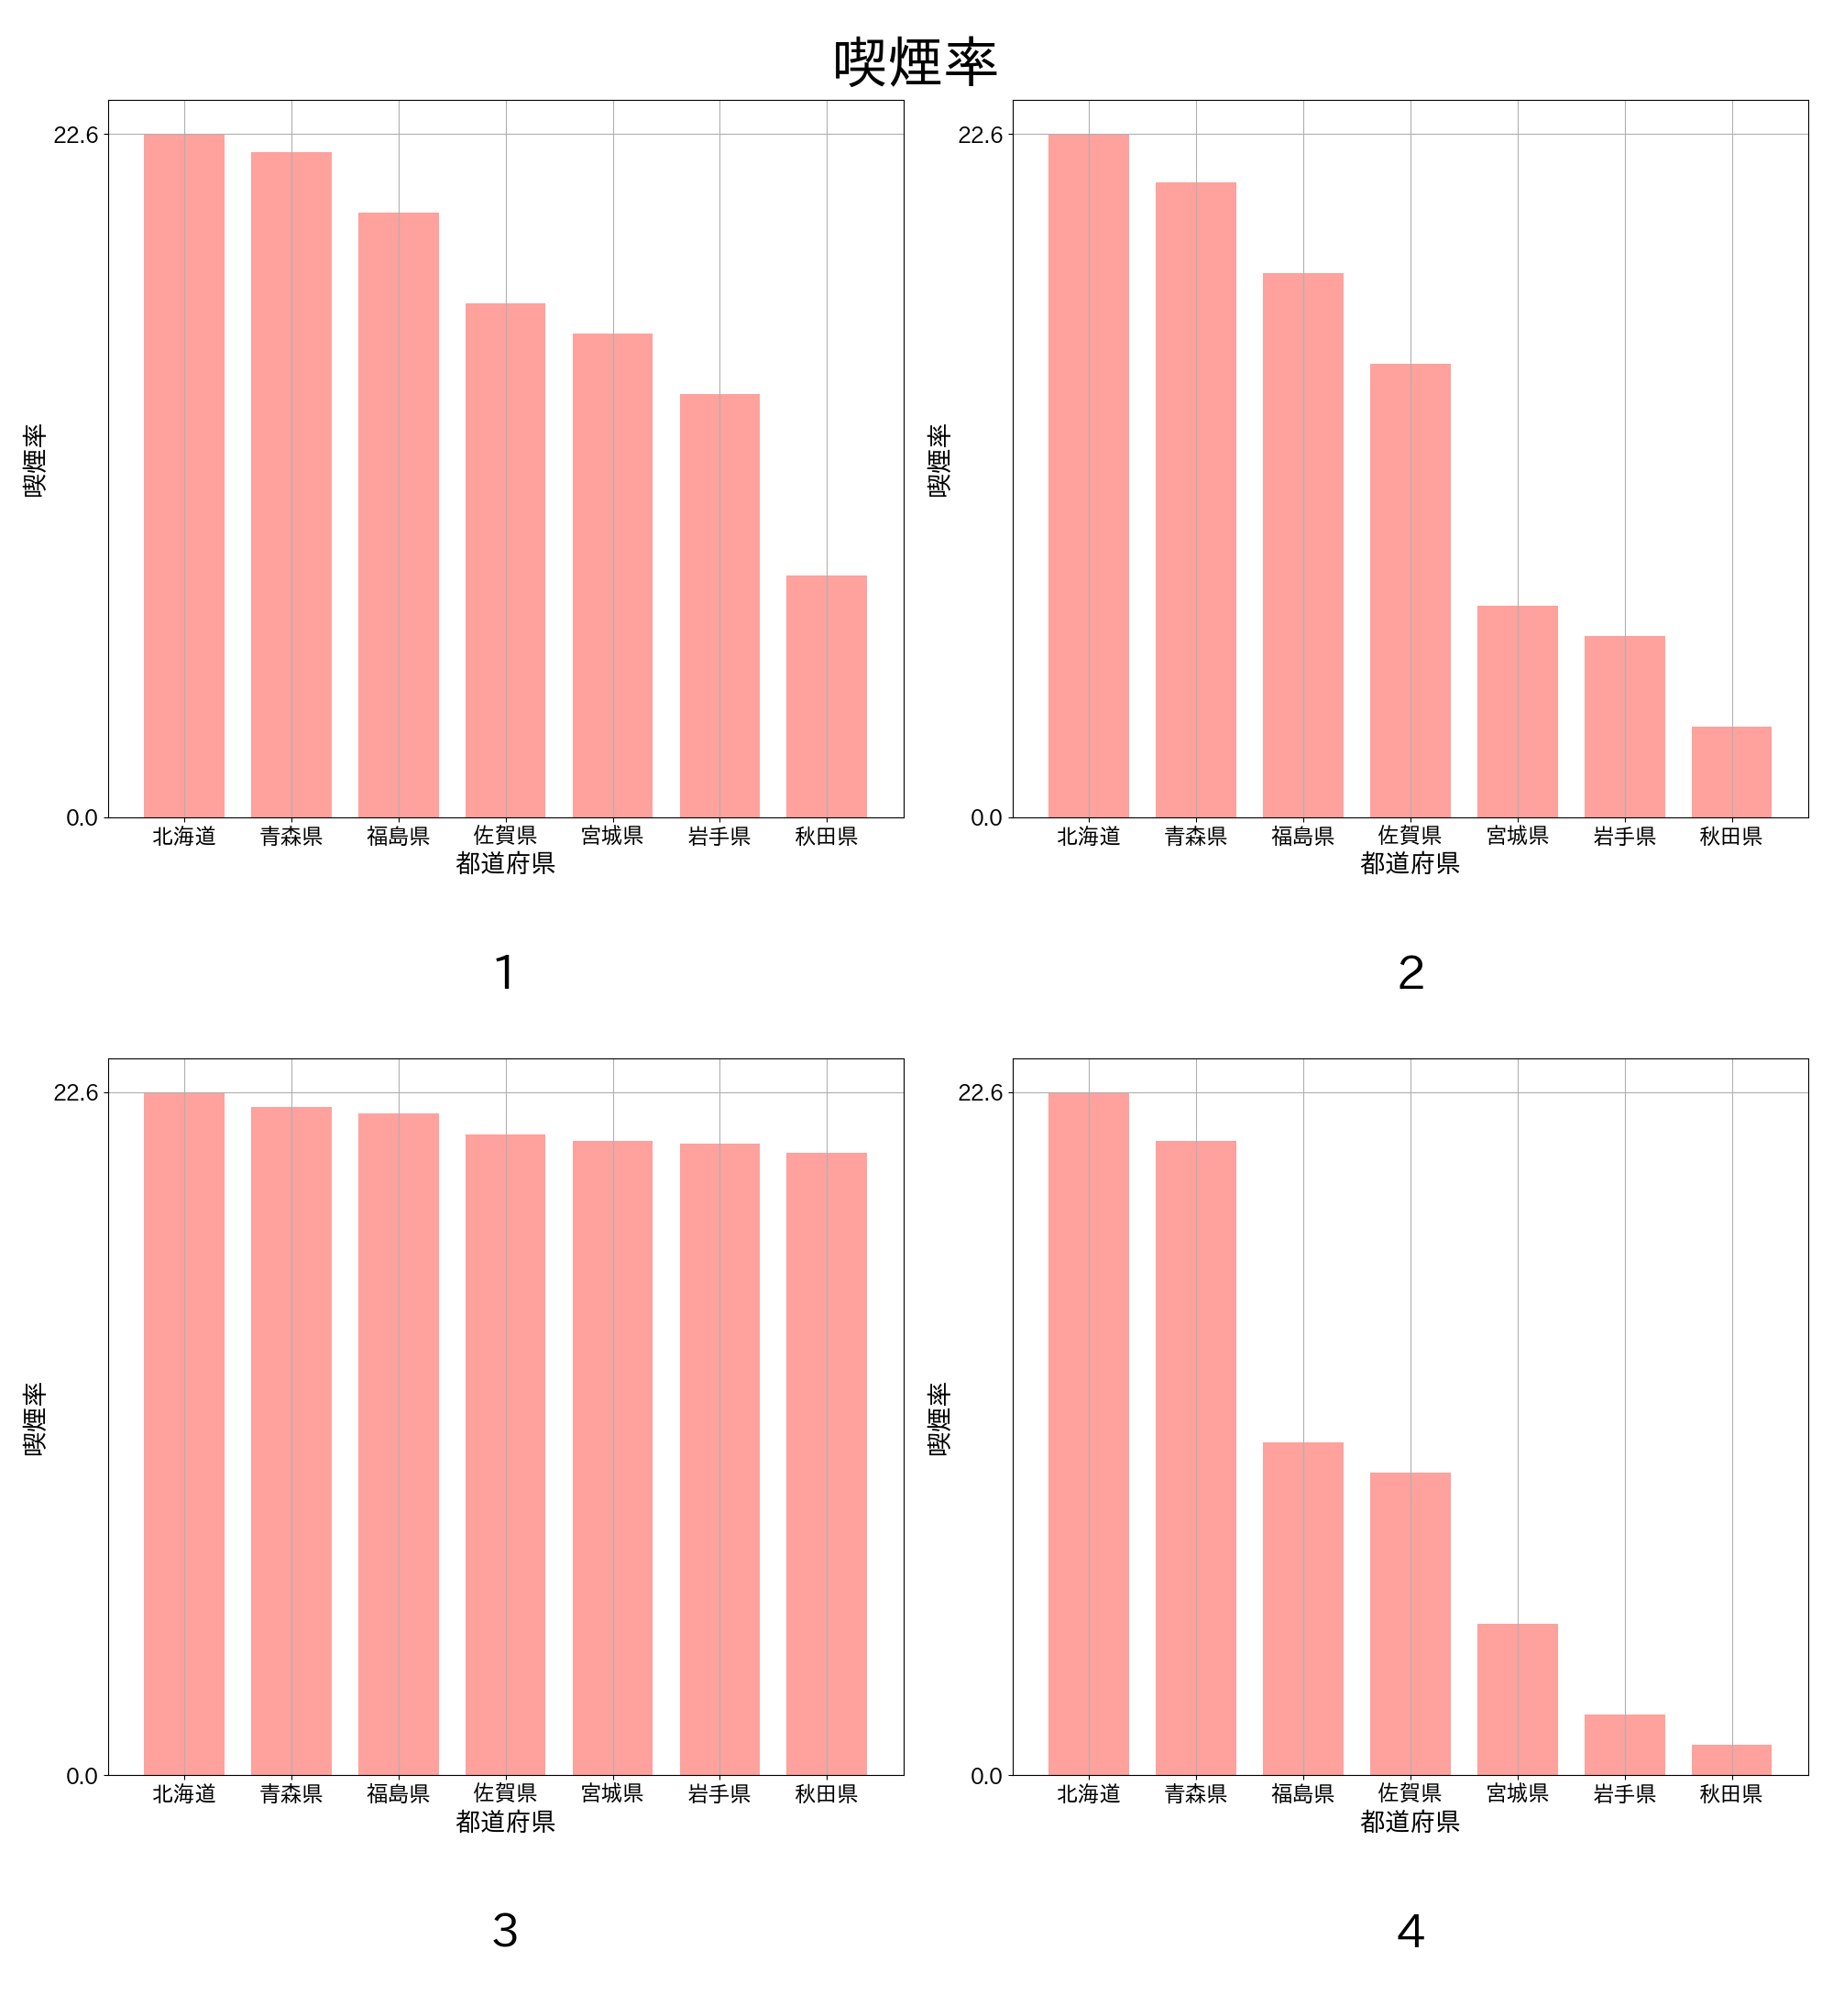 喫煙率
22.6
0.0
喫煙率
北海道 青森県 福島県 佐賀県 宮城県 岩手県 秋田県
都道府県
1
22.6
0.0
喫煙率
北海道 青森県 福島県 佐賀県 宮城県 岩手県 秋田県
都道府県
2
22.6
0.0
喫煙率
北海道 青森県 福島県 佐賀県 宮城県 岩手県 秋田県
都道府県
3
22.6
0.0
喫煙率
北海道 青森県 福島県 佐賀県 宮城県 岩手県 秋田県
都道府県
4